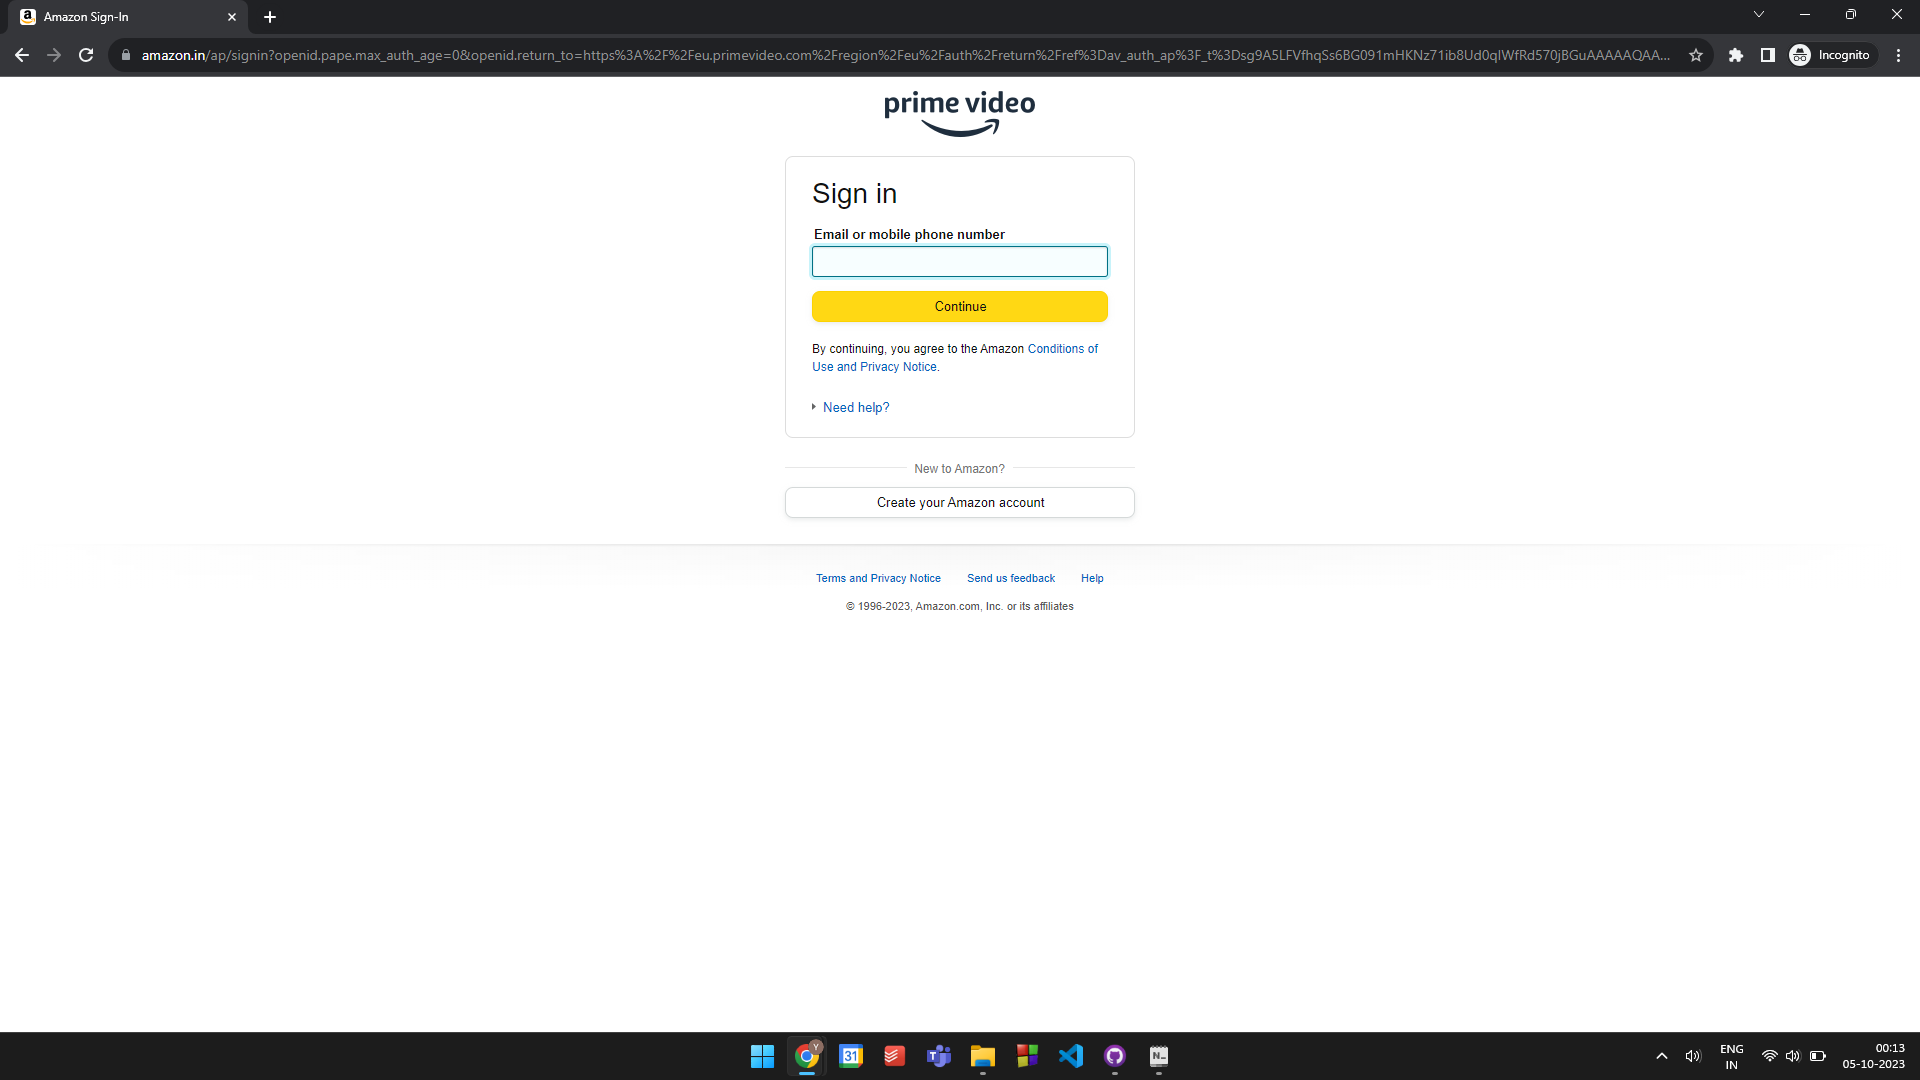 Amazon Sign-In
amazon.in/ap/signin?openid.pape.max_auth_age=0&openid.return_to=https%3A%2F%2Feu.primevideo.com%2Fregion%2Feu%2Fauth%2Freturn%2Fref%3Dav_auth_ap%3F_t%3Dsg9A5LFVfhqSs6BG091mHKNz71ib8Ud0qlWfRd570jBGuAAAAAQAA...
Incognito
prime video
Sign in
Email or mobile phone number
Continue
By continuing, you agree to the Amazon Conditions of
Use and Privacy Notice.
Need help?
New to Amazon?
Create your Amazon account
Terms and Privacy Notice Send us feedback Help
© 1996-2023, Amazon.com, Inc. or its affiliates
Y
31
T
N
ENG
IN
00:13
05-10-2023